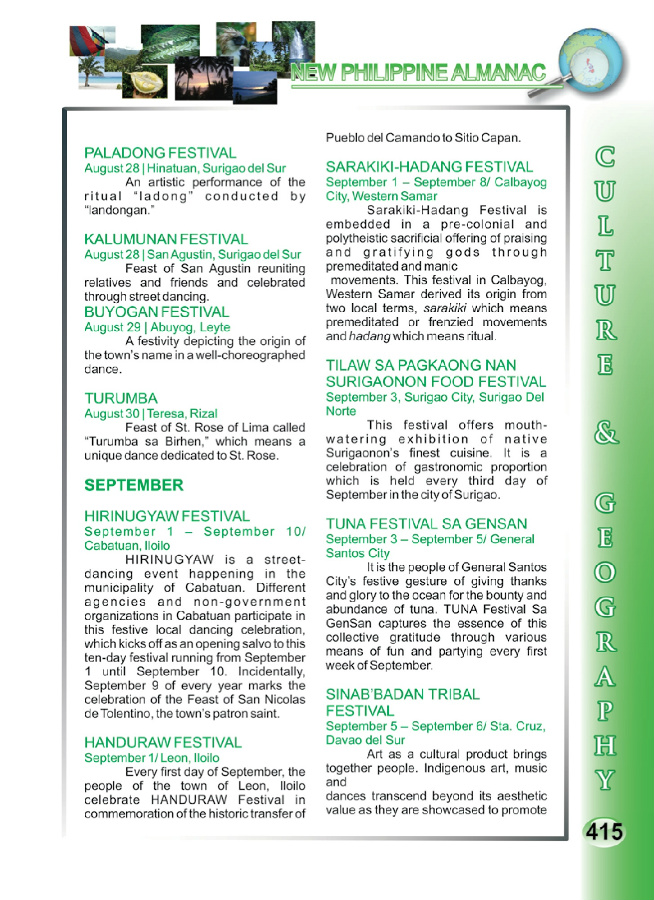 NEW PHILIPPINE ALMANAC
PALADONG FESTIVAL
August 28 | Hinatuan, Surigao del Sur
An artistic performance of the
ritual “ladong” conducted by
“landongan.”
KALUMUNAN FESTIVAL
August 28 | San Agustin, Surigao del Sur
Feast of San Agustin reuniting
relatives and friends and celebrated
through street dancing.
BUYOGAN FESTIVAL
August 29 | Abuyog, Leyte
A festivity depicting the origin of
the town’s name in a well-choreographed
dance.
TURUMBA
August 30 | Teresa, Rizal
Feast of St. Rose of Lima called
“Turumba sa Birhen,” which means a
unique dance dedicated to St. Rose.
SEPTEMBER
HIRINUGYAW FESTIVAL
September 1 – September 10/
Cabatuan, Iloilo
HIRINUGYAW is a street-
dancing event happening in the
municipality of Cabatuan. Different
agencies and non-government
organizations in Cabatuan participate in
this festive local dancing celebration,
which kicks off as an opening salvo to this
ten-day festival running from September
1 until September 10. Incidentally,
September 9 of every year marks the
celebration of the Feast of San Nicolas
de Tolentino, the town’s patron saint.
HANDURAW FESTIVAL
September 1/ Leon, Iloilo
Every first day of September, the
people of the town of Leon, Iloilo
celebrate HANDURAW Festival in
commemoration of the historic transfer of
Pueblo del Camando to Sitio Capan.
SARAKIKI-HADANG FESTIVAL
September 1 – September 8/ Calbayog
City, Western Samar
Sarakiki-Hadang Festival is
embedded in a pre-colonial and
polytheistic sacrificial offering of praising
and gratifying gods through
premeditated and manic
movements. This festival in Calbayog,
Western Samar derived its origin from
two local terms, sarakiki which means
premeditated or frenzied movements
and hadang which means ritual.
TILAW SA PAGKAONG NAN
SURIGAONON FOOD FESTIVAL
September 3, Surigao City, Surigao Del
Norte
This festival offers mouth-
watering exhibition of native
Surigaonon’s finest cuisine. It is a
celebration of gastronomic proportion
which is held every third day of
September in the city of Surigao.
TUNA FESTIVAL SA GENSAN
September 3 – September 5/ General
Santos City
It is the people of General Santos
City’s festive gesture of giving thanks
and glory to the ocean for the bounty and
abundance of tuna. TUNA Festival Sa
GenSan captures the essence of this
collective gratitude through various
means of fun and partying every first
week of September.
SINAB’BADAN TRIBAL
FESTIVAL
September 5 – September 6/ Sta. Cruz,
Davao del Sur
Art as a cultural product brings
together people. Indigenous art, music
and
dances transcend beyond its aesthetic
value as they are showcased to promote
CULTURE & GEOGRAPHY
415